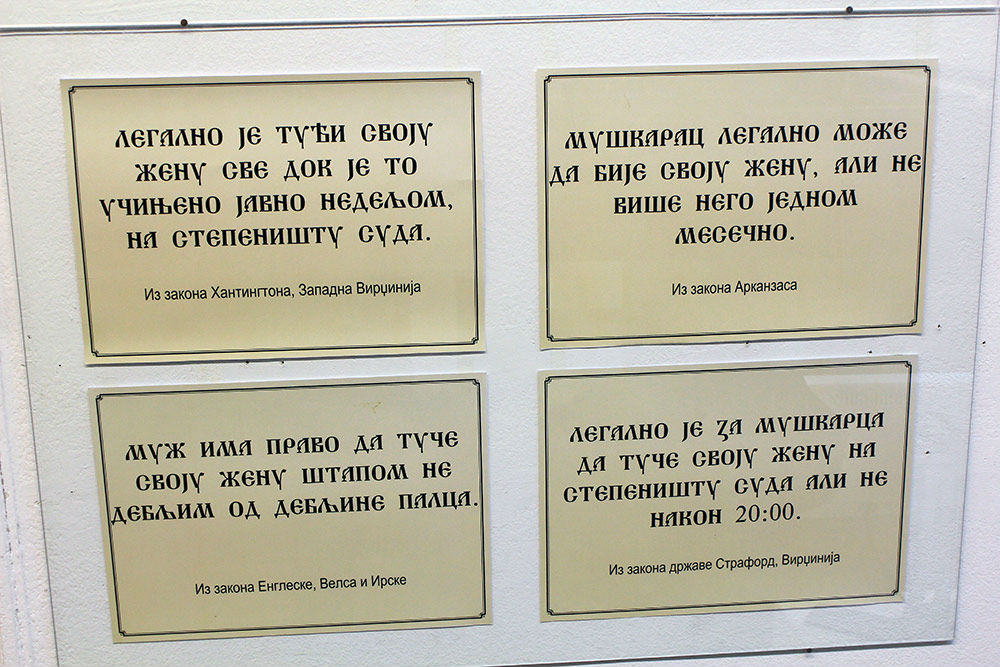 ЛЕГАЛНО ЈЕ ТУЋИ СВОЈУ
ЖЕНУ СВЕ ДОК ЈЕ ТО
УЧИЊЕНО ЈАВНО НЕДЕЉОМ,
НА СТЕПЕНИШТУ СУДА.
Из закона Хантингтона, Западна Вирџинија
МУШКАРАЦ ЛЕГАЛНО МОЖЕ
ДА БИЈЕ СВОЈУ ЖЕНУ, АЛИ НЕ
ВИШЕ НЕГО ЈЕДНОМ
МЕСЕЧНО.
Из закона Арканзаса
МУЖ ИМА ПРАВО ДА ТУЧЕ
СВОЈУ ЖЕНУ ШТАПОМ НЕ
ДЕБЉИМ ОД ДЕБЉИНЕ ПАЛЦА.
Из закона Енглеске, Велса и Ирске
ЛЕГАЛНО ЈЕ ЗА МУШКАРЦА
ДА ТУЧЕ СВОЈУ ЖЕНУ НА
СТЕПЕНИШТУ СУДА АЛИ НЕ
НАКОН 20:00.
Из закона државе Страфорд, Вирџинија